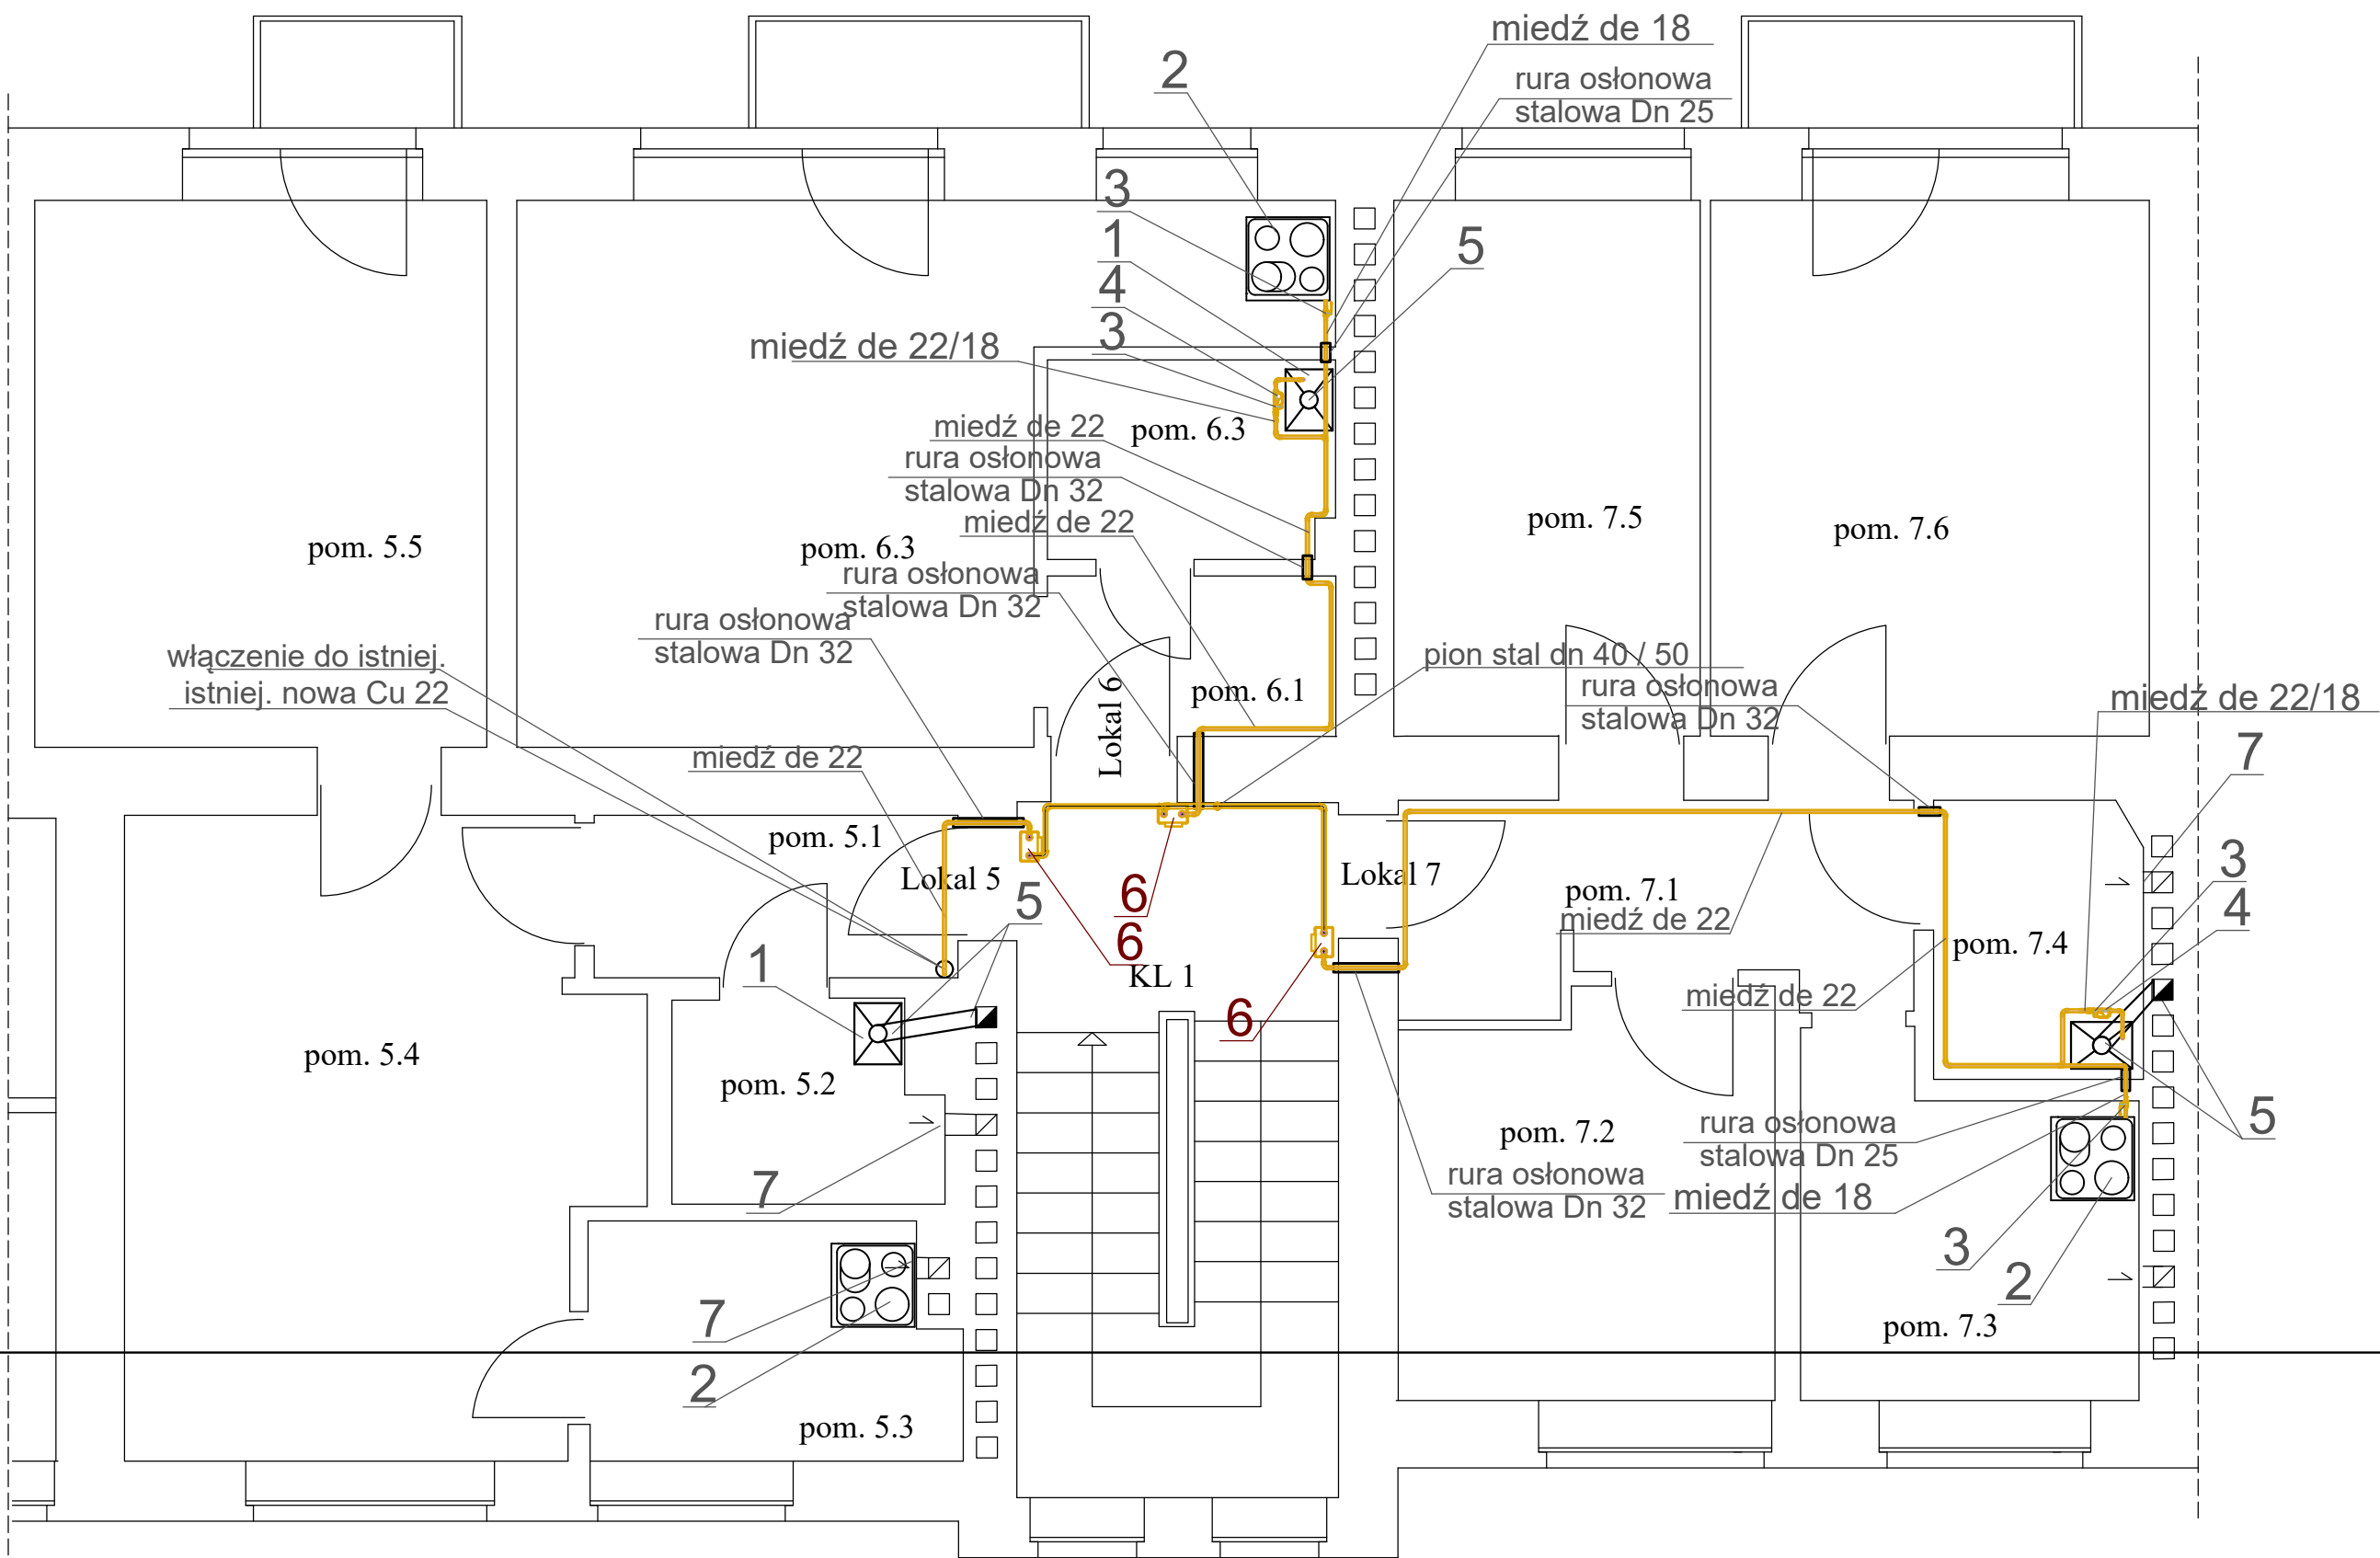 miedź de 18
2
rura osłonowa
stalowa Dn 25
3
1
5
4
3
miedź de 22/18
miedź de 22
pom. 6.3
rura osłonowa
stalowa Dn 32
miedź de 22
pom. 5.5
pom. 6.3
pom. 7.5
pom. 7.6
rura osłonowa
stalowa Dn 32
rura osłonowa
stalowa Dn 32
włączenie do istniej.
istniej. nowa Cu 22
pion stal dn 40 / 50
rura osłonowa
stalowa Dn 32
miedź de 22/18
pom. 6.1
Lokal 6
miedź de 22
7
pom. 5.1
Lokal 5
5
6
6
Lokal 7
pom. 7.1
miedź de 22
3
4
pom. 7.4
1
KL 1
6
miedź de 22
pom. 5.4
pom. 5.2
rura osłonowa
stalowa Dn 25
5
pom. 7.2
rura osłonowa
stalowa Dn 32
miedź de 18
7
3
2
7
pom. 7.3
2
pom. 5.3